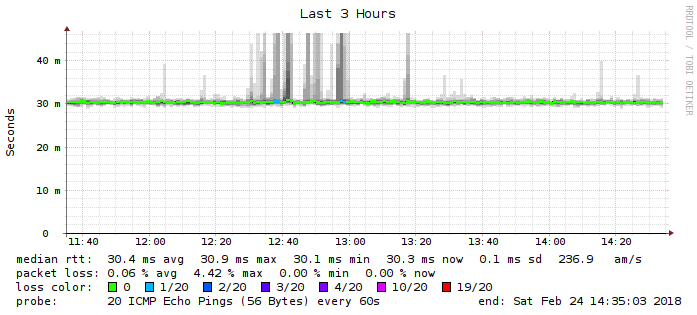 Last 3 Hours
RRDTOOL / TOBI OETIKER
Seconds
40 m
30 m
20 m
10 m
0
11:40 12:00 12:20 12:40 13:00 13:20 13:40 14:00 14:20
median rtt: 30.4 ms avg 30.9 ms max 30.1 ms min 30.3 ms now 0.1 ms sd 236.9 am/s
packet loss: 0.06 % avg 4.42 % max 0.00 % min 0.00 % now
loss color: 0 1/20 2/20 3/20 4/20 10/20 19/20
probe: 20 ICMP Echo Pings (56 Bytes) every 60s end: Sat Feb 24 14:35:03 2018